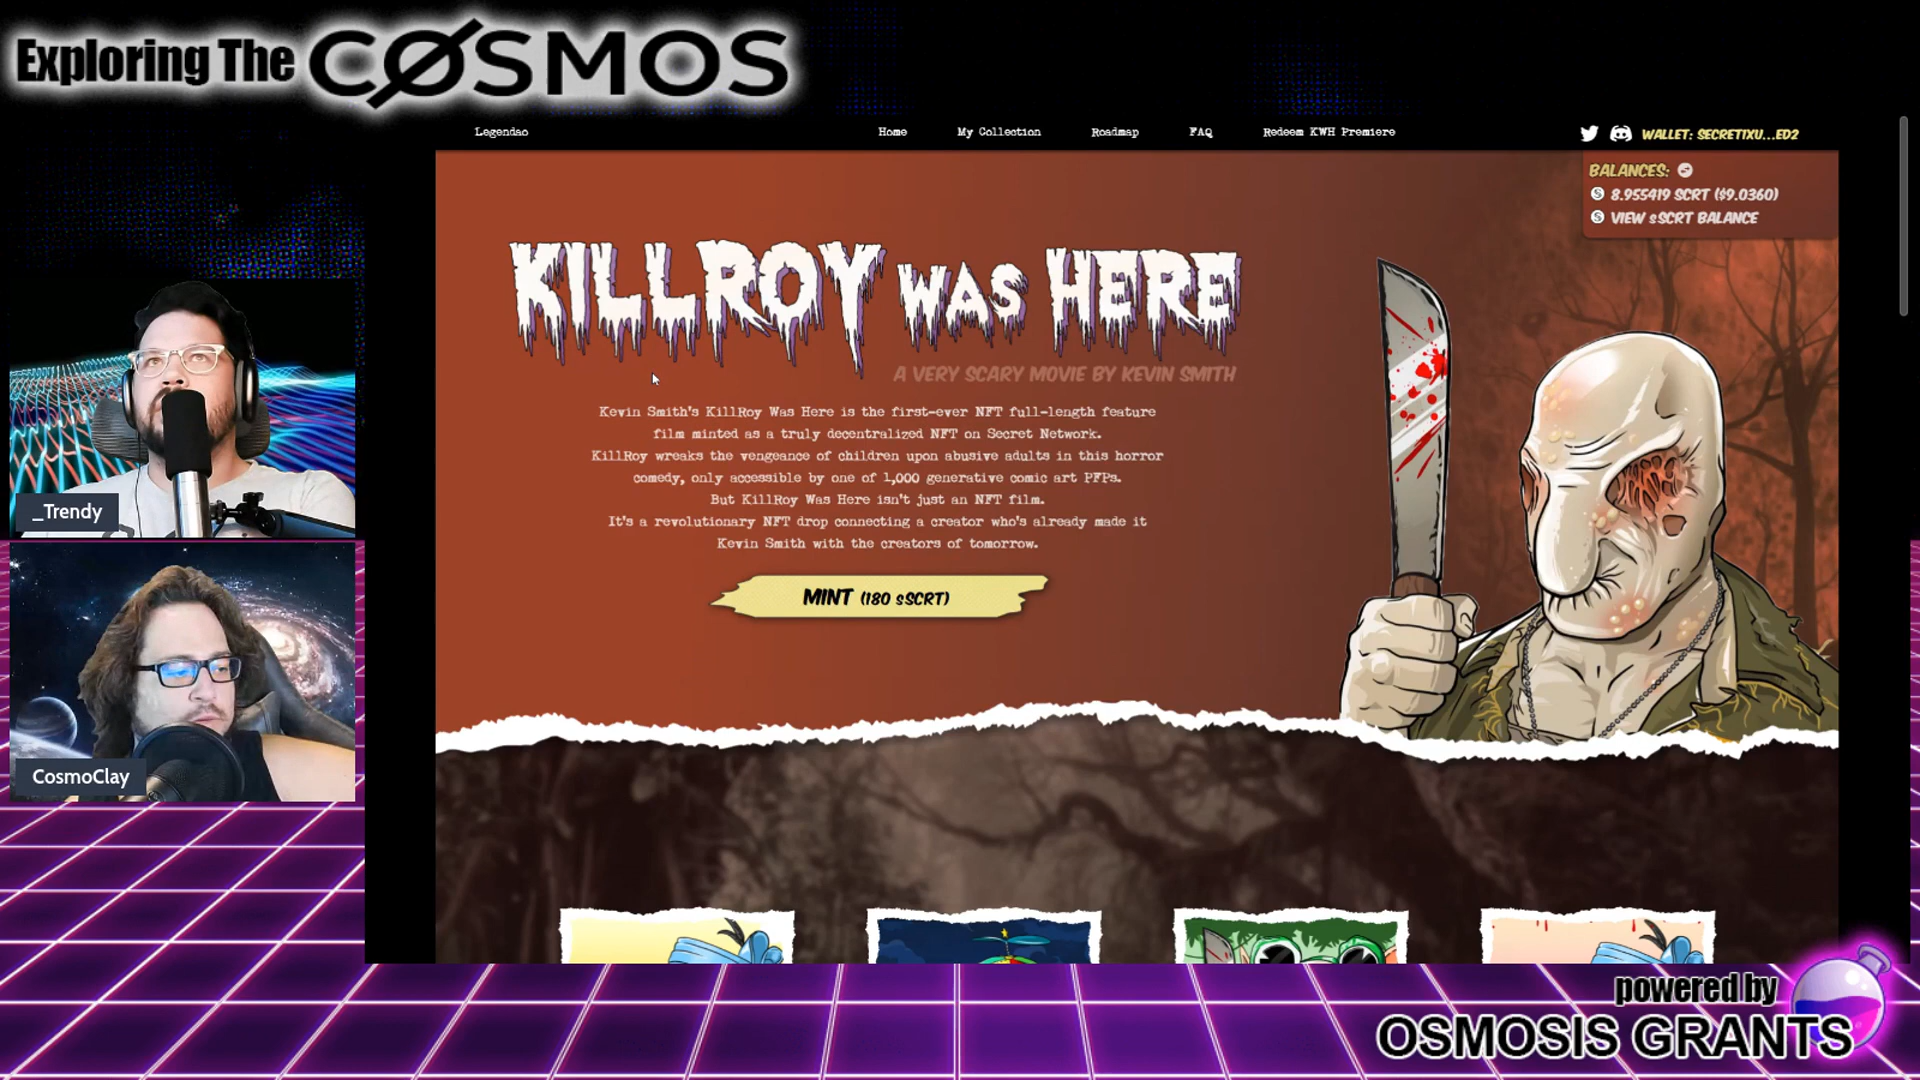 Exploring The CØSMOS
Legendao
Home
My Collection
Roadmap
FAQ
Redeem KWH Premiere
WALLET: SECRET1XU...ED2
BALANCES:
8.955419 SCRT ($9.0360)
VIEW sSCRT BALANCE
KILLROY WAS HERE
A VERY SCARY MOVIE BY KEVIN SMITH
Kevin Smith's KillRoy Was Here is the first-ever NFT full-length feature
film minted as a truly decentralized NFT on Secret Network.
KillRoy wreaks the vengeance of children upon abusive adults in this horror
comedy, only accessible by one of 1,000 generative comic art PFPs.
But KillRoy Was Here isn't just an NFT film.
It's a revolutionary NFT drop connecting a creator who's already made it
Kevin Smith with the creators of tomorrow.
MINT (180 sSCRT)
_Trendy
CosmoClay
powered by
OSMOSIS GRANTS